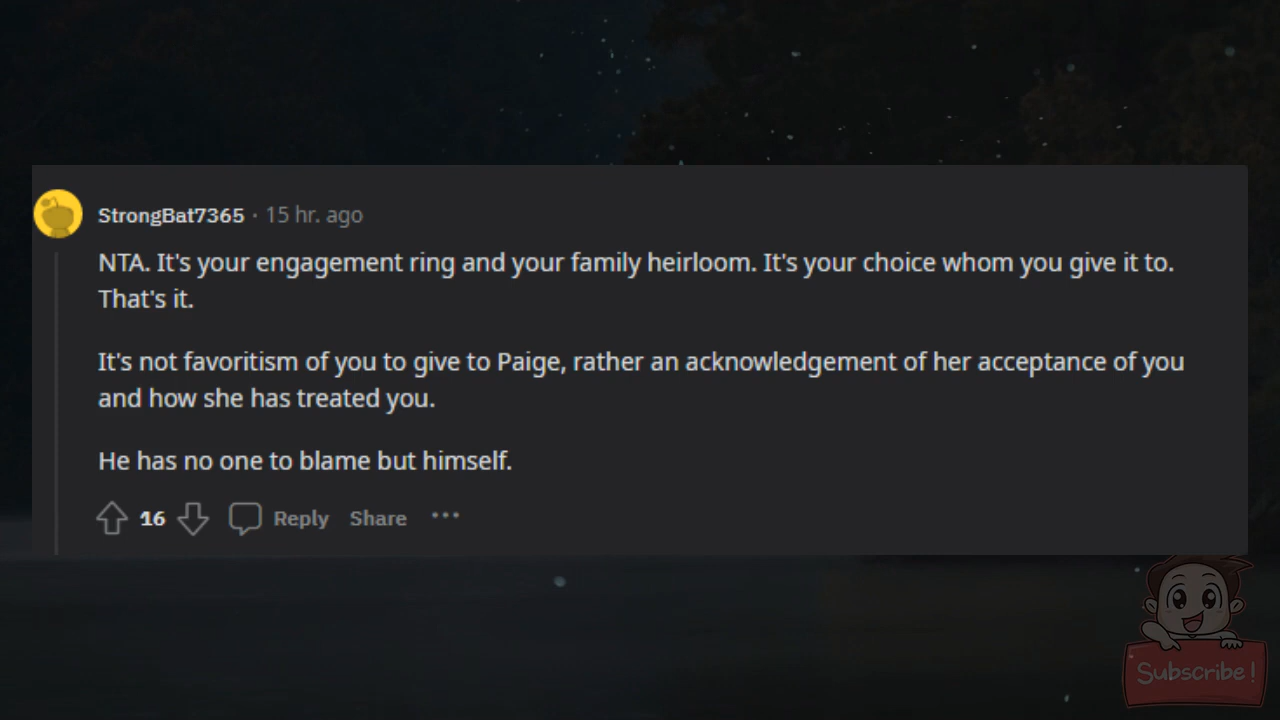 StrongBat7365 · 15 hr. ago
NTA. It's your engagement ring and your family heirloom. It's your choice whom you give it to.
That's it.
It's not favoritism of you to give to Paige, rather an acknowledgement of her acceptance of you
and how she has treated you.
He has no one to blame but himself.
16 Reply Share ···
Subscribe!